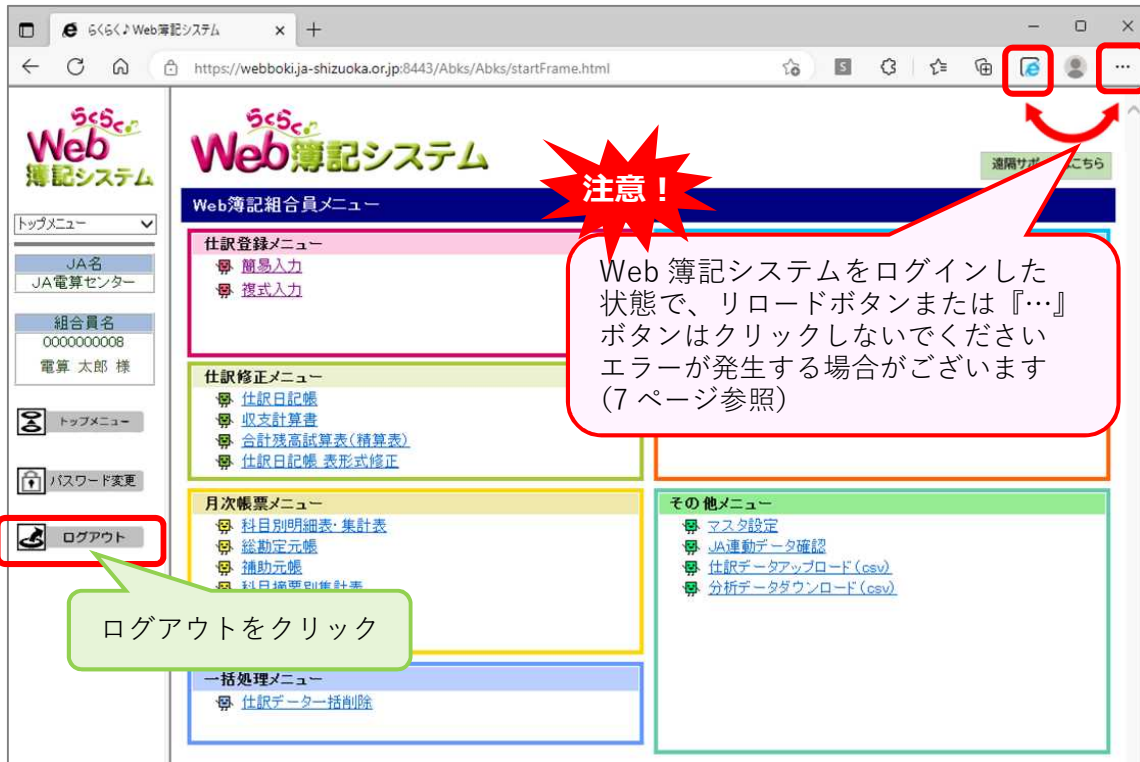 らくらく♪Web簿記システム
https://webboki.ja-shizuoka.or.jp:8443/Abks/Abks/startFrame.html
らくらく♪
Web
簿記システム
トップメニュー
JA名
JA電算センター
組合員名
0000000008
電算 太郎 様
トップメニュー
パスワード変更
ログアウト
ログアウトをクリック
らくらく♪
Web簿記システム
遠隔サポ
こちら
Web簿記組合員メニュー
注意！
Web 簿記システムをログインした
状態で、リロードボタンまたは『…』
ボタンはクリックしないでください
エラーが発生する場合がございます
(7 ページ参照)
仕訳登録メニュー
簡易入力
複式入力
仕訳修正メニュー
仕訳日記帳
収支計算書
合計残高試算表(精算表)
仕訳日記帳 表形式修正
月次帳票メニュー
科目別明細表・集計表
総勘定元帳
補助元帳
科目摘要別集計表
一括処理メニュー
仕訳データ一括削除
その他メニュー
マスタ設定
JA連動データ確認
仕訳データアップロード(csv)
分析データダウンロード(csv)